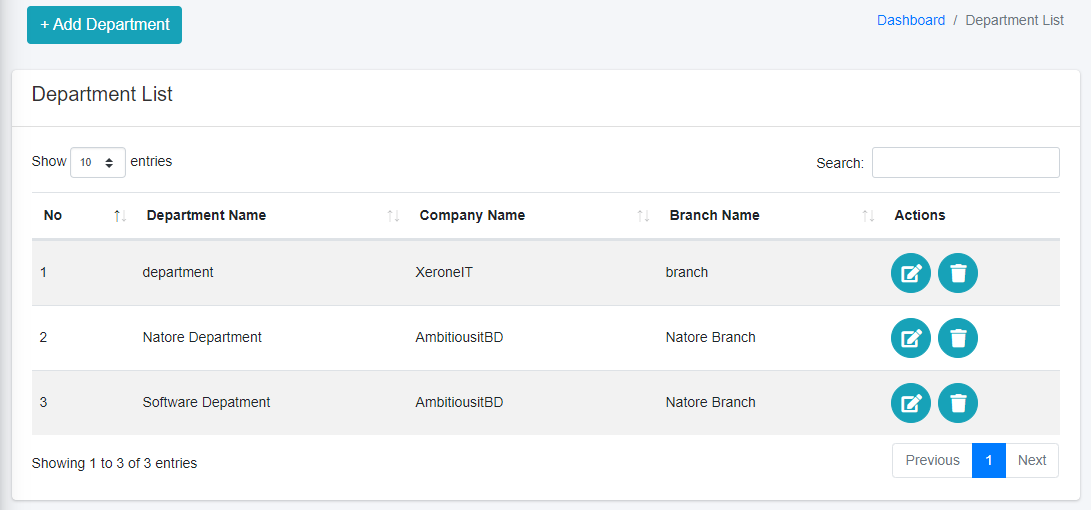 + Add Department
Dashboard / Department List
Department List
Show 10 entries
Search:
No Department Name Company Name Branch Name Actions
1 department XeroneIT branch
2 Natore Department AmbitiousitBD Natore Branch
3 Software Depatment AmbitiousitBD Natore Branch
Showing 1 to 3 of 3 entries
Previous 1 Next